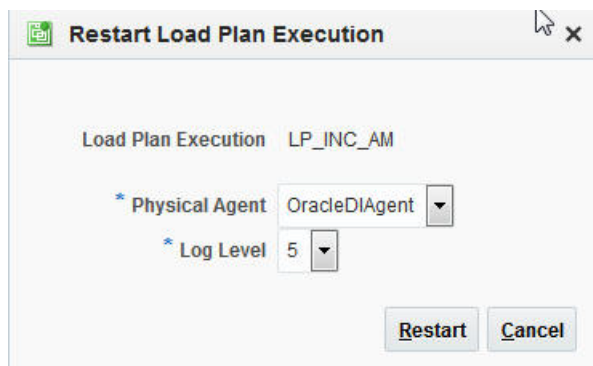 Restart Load Plan Execution
Load Plan Execution LP_INC_AM
* Physical Agent OracleDIAgent
* Log Level 5
Restart Cancel